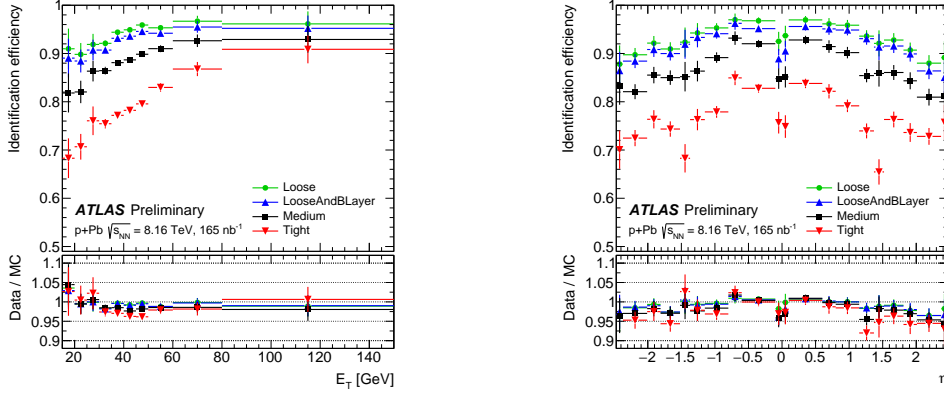 Identification efficiency
1
0.9
0.8
0.7
0.6
0.5
Loose
LooseAndBLayer
Medium
Tight
ATLAS Preliminary
p+Pb √sNN = 8.16 TeV, 165 nb-1
Data / MC
1.1
1.05
1
0.95
0.9
20 40 60 80 100 120 140
ET [GeV]
Identification efficiency
1
0.9
0.8
0.7
0.6
0.5
Loose
LooseAndBLayer
Medium
Tight
ATLAS Preliminary
p+Pb √sNN = 8.16 TeV, 165 nb-1
Data / MC
1.1
1.05
1
0.95
0.9
−2 −1.5 −1 −0.5 0 0.5 1 1.5 2
η